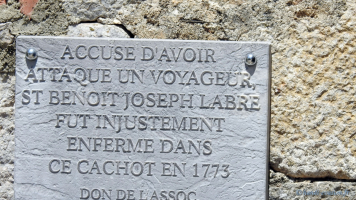 ACCUSE D'AVOIR
ATTAQUE UN VOYAGEUR,
ST BENOIT JOSEPH LABRE
FUT INJUSTEMENT
ENFERME DANS
CE CACHOT EN 1773
DON DE L'ASSOC